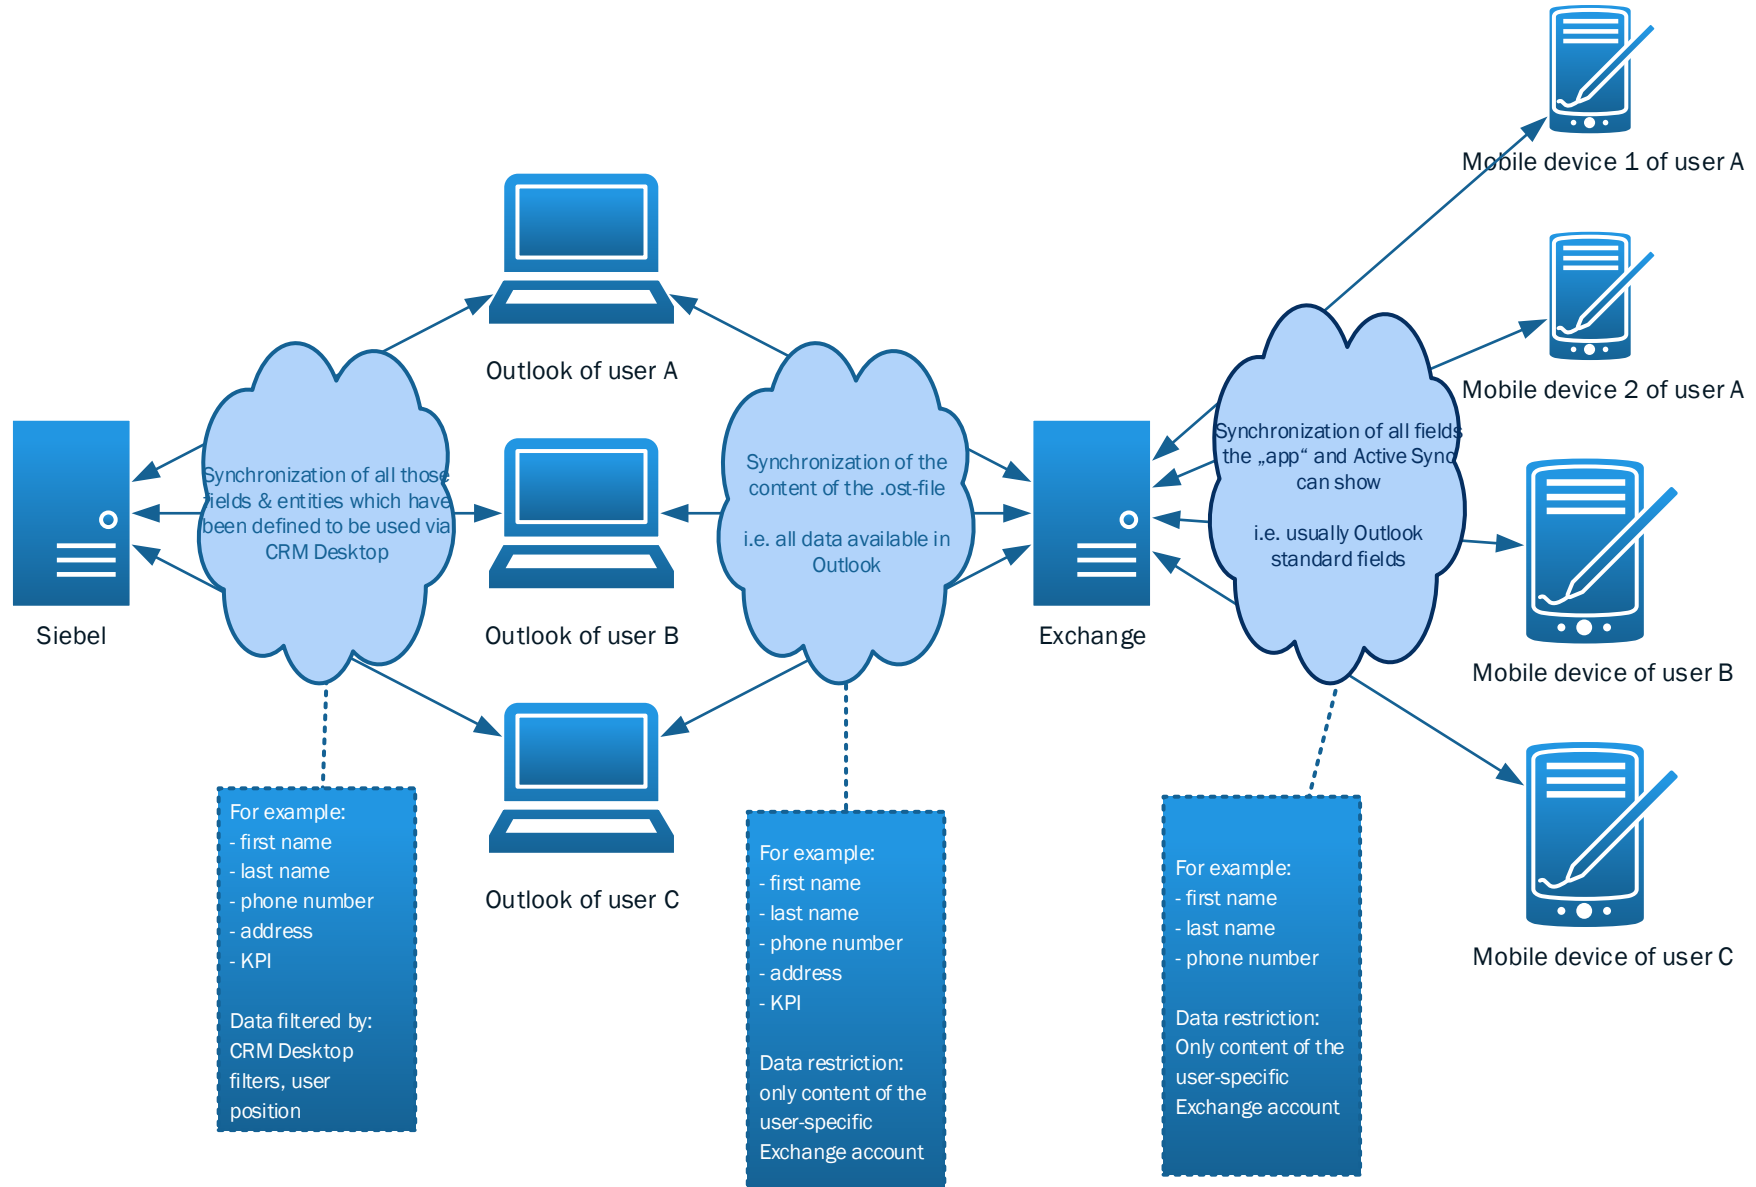 Mobile device 1 of user A
Mobile device 2 of user A
Outlook of user A
Synchronization of all those
fields & entities which have
been defined to be used via
CRM Desktop
Synchronization of the
content of the .ost-file
i.e. all data available in
Outlook
Synchronization of all fields
the „app“ and Active Sync
can show
i.e. usually Outlook
standard fields
Siebel
Outlook of user B
Exchange
Mobile device of user B
Outlook of user C
Mobile device of user C
For example:
- first name
- last name
- phone number
- address
- KPI
Data filtered by:
CRM Desktop
filters, user
position
For example:
- first name
- last name
- phone number
- address
- KPI
Data restriction:
only content of the
user-specific
Exchange account
For example:
- first name
- last name
- phone number
Data restriction:
Only content of the
user-specific
Exchange account